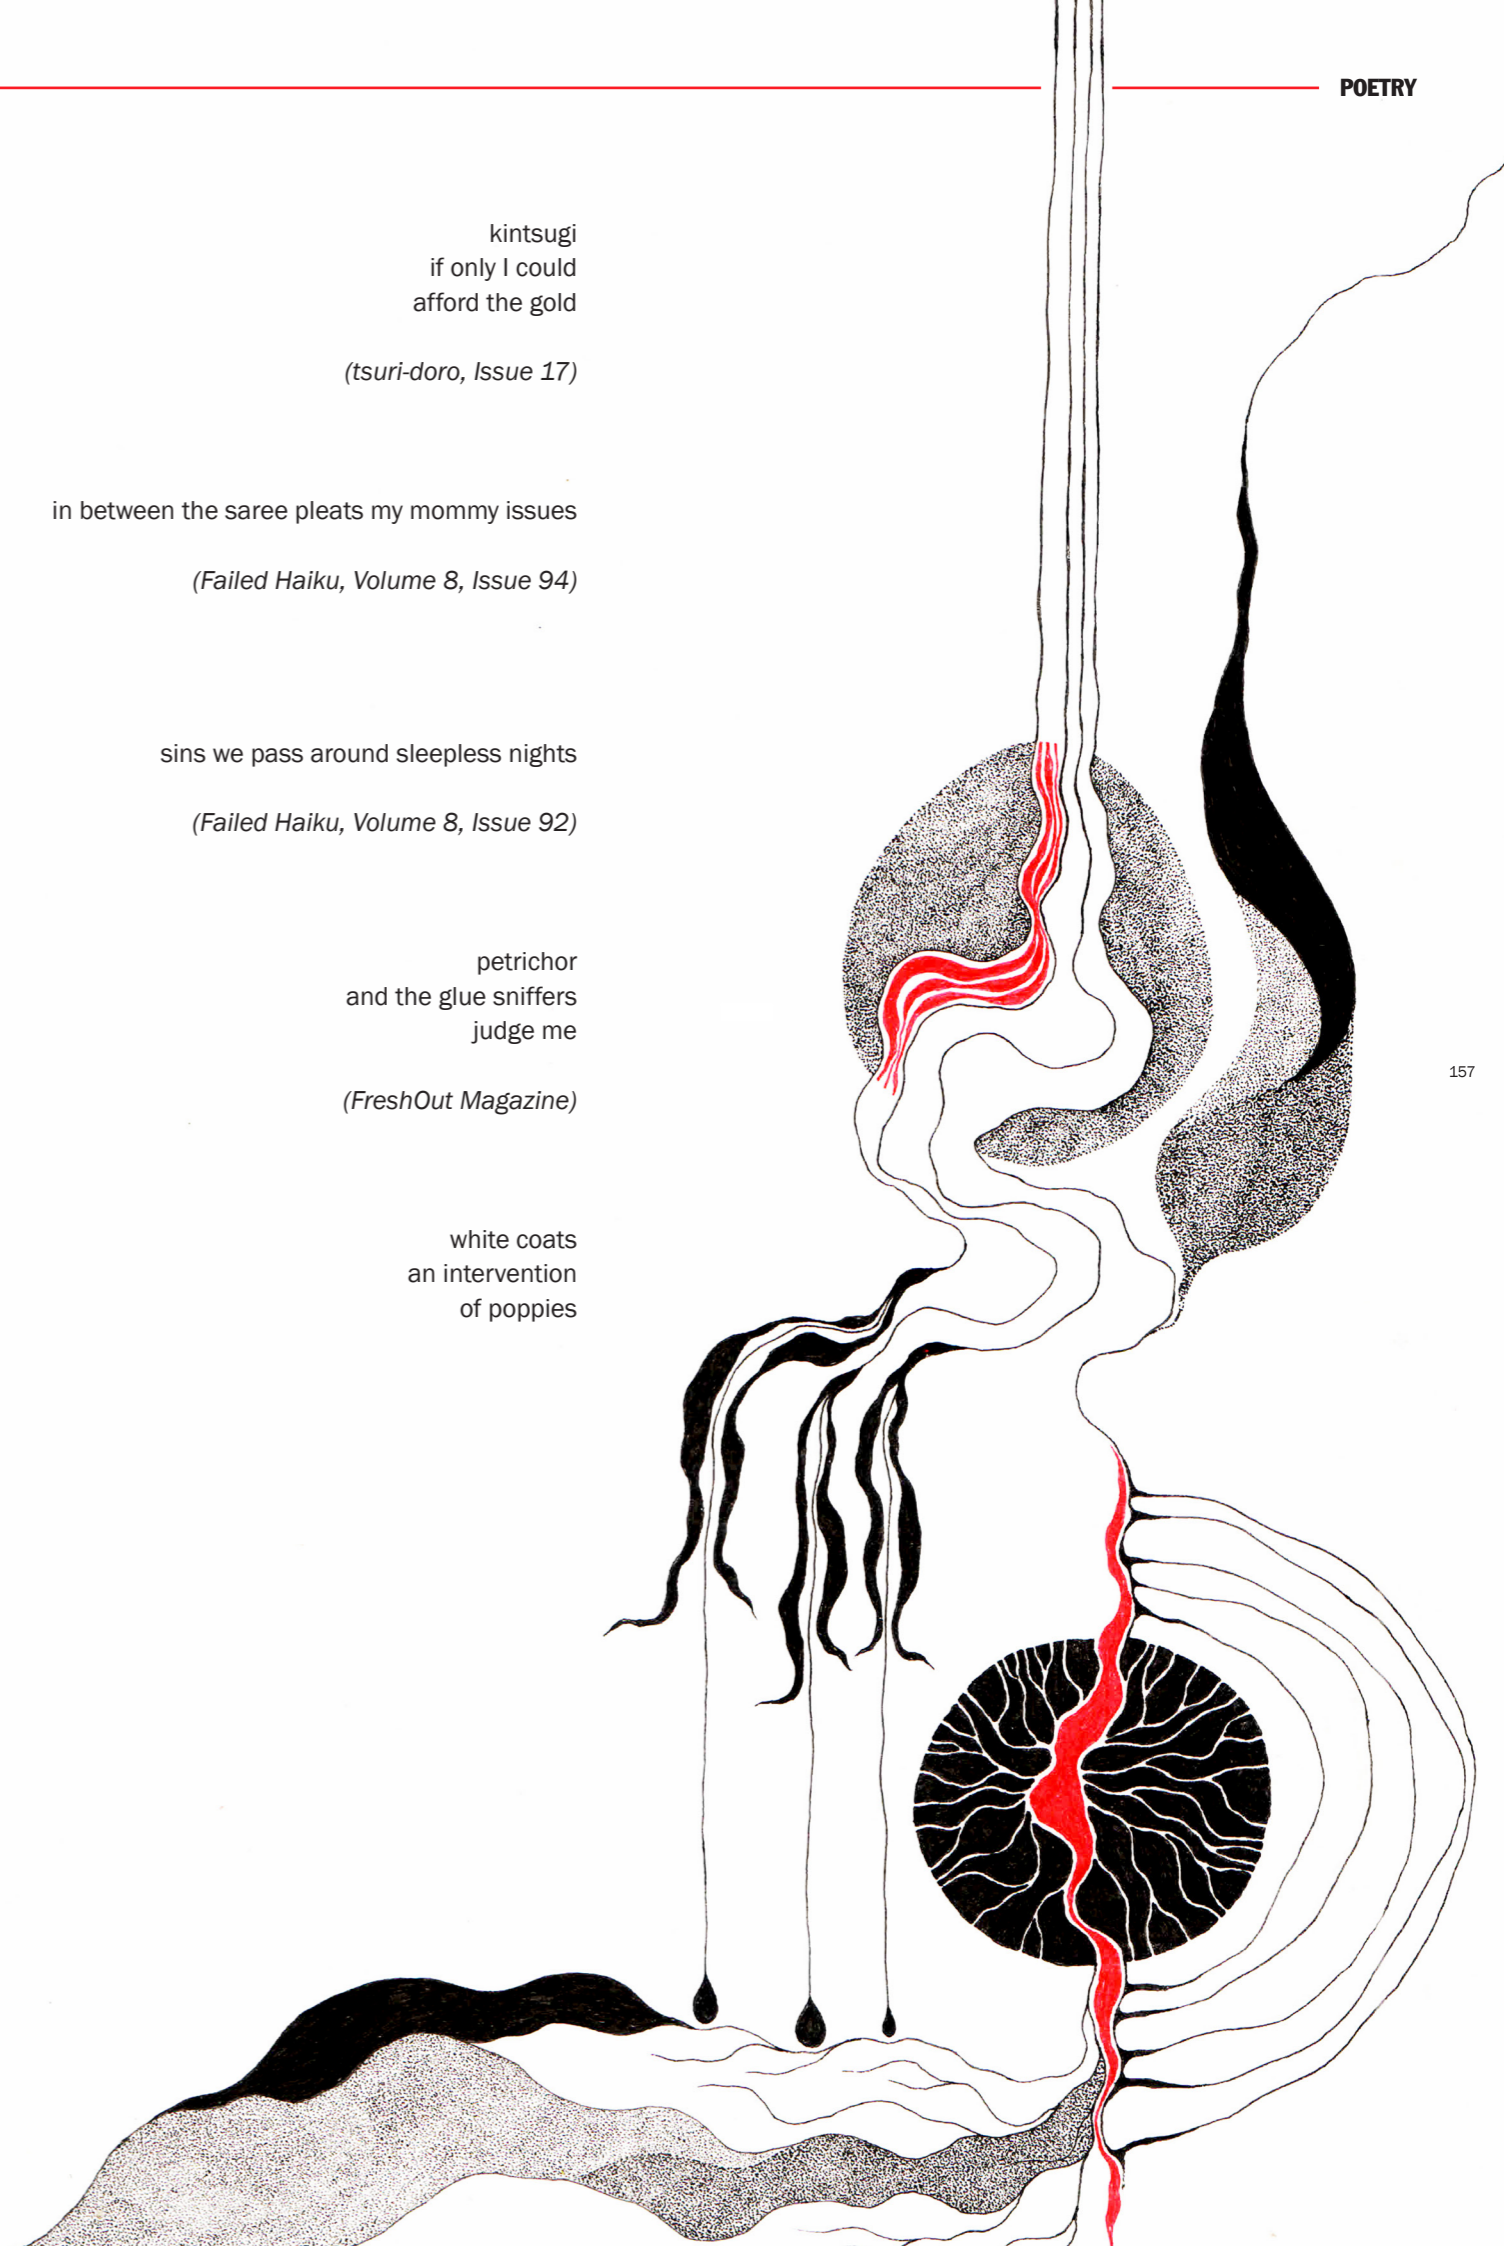 POETRY
kintsugi
if only I could
afford the gold
(tsuri-doro, Issue 17)
in between the saree pleats my mommy issues
(Failed Haiku, Volume 8, Issue 94)
sins we pass around sleepless nights
(Failed Haiku, Volume 8, Issue 92)
petrichor
and the glue sniffers
judge me
(FreshOut Magazine)
157
white coats
an intervention
of poppies